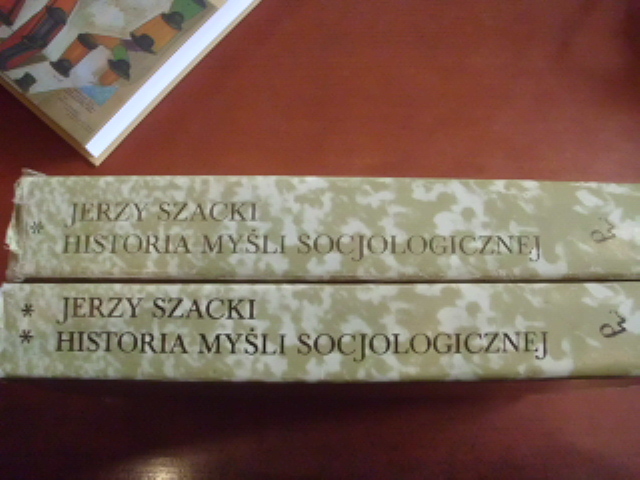 JERZY SZACKI
* HISTORIA MYŚLI SOCJOLOGICZNEJ
* JERZY SZACKI
* HISTORIA MYŚLI SOCJOLOGICZNEJ